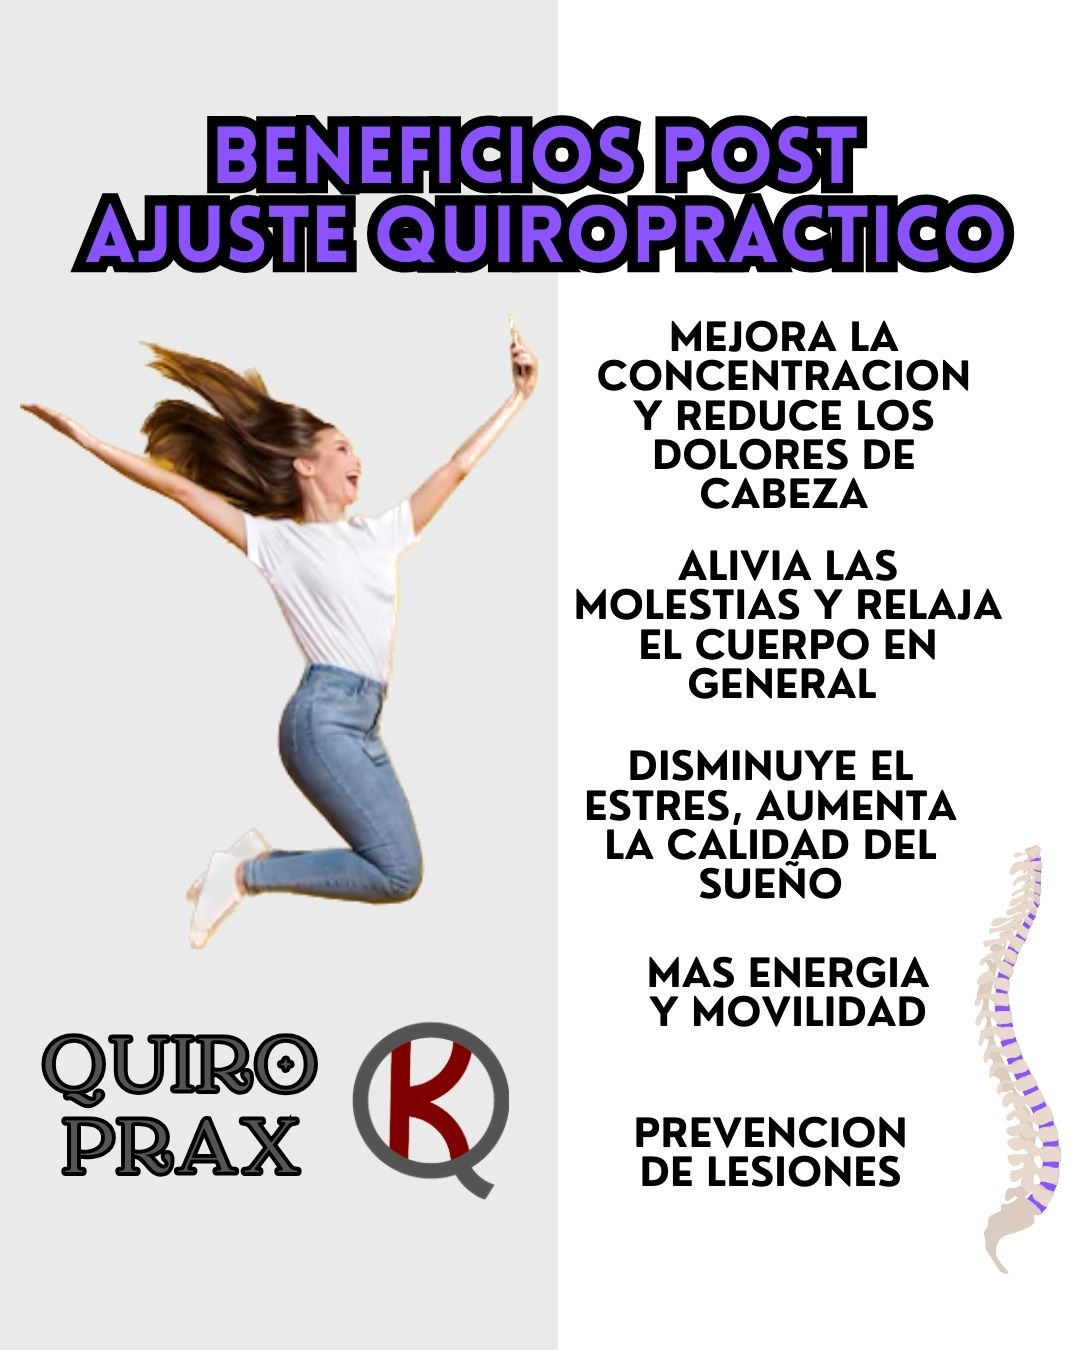 BENEFICIOS POST
AJUSTE QUIROPRACTICO
MEJORA LA
CONCENTRACION
Y REDUCE LOS
DOLORES DE
CABEZA
ALIVIA LAS
MOLESTIAS Y RELAJA
EL CUERPO EN
GENERAL
DISMINUYE EL
ESTRES, AUMENTA
LA CALIDAD DEL
SUEÑO
MAS ENERGIA
Y MOVILIDAD
PREVENCION
DE LESIONES
QUIRO
PRAX
QK